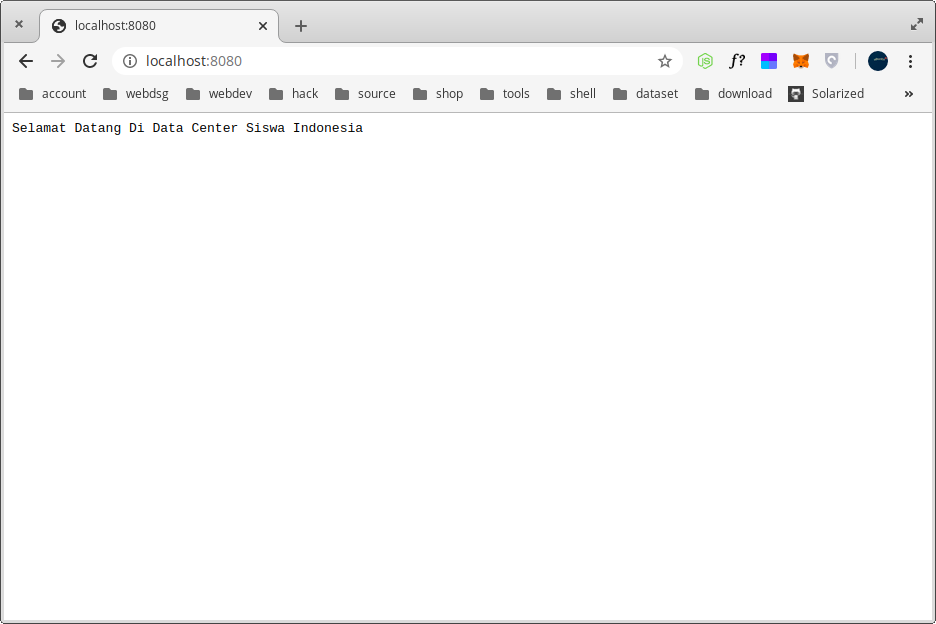 localhost:8080
localhost:8080
JS f?
account webdsg webdev hack source shop tools shell dataset download Solarized »
Selamat Datang Di Data Center Siswa Indonesia